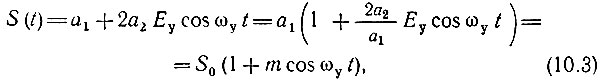 S (t) = a₁ + 2a₂ Eᵧ cos ωᵧ t = a₁ (1 + 2a₂/a₁ Eᵧ cos ωᵧ t) =
= S₀ (1 + m cos ωᵧ t), (10.3)